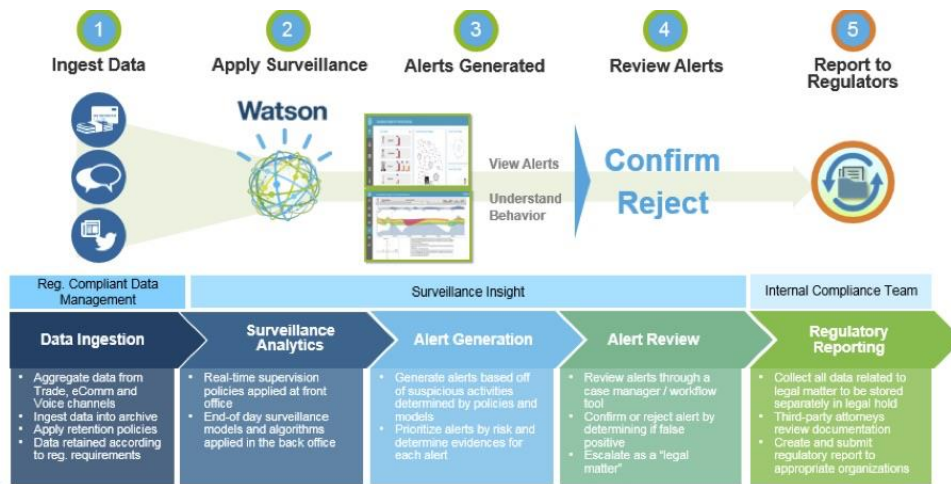 1
2
3
4
5
Ingest Data
Apply Surveillance
Alerts Generated
Review Alerts
Report to
Regulators
Watson
View Alerts
Understand
Behavior
Confirm
Reject
Reg. Compliant Data
Management
Surveillance Insight
Internal Compliance Team
Data Ingestion
Surveillance
Analytics
Alert Generation
Alert Review
Regulatory
Reporting
• Aggregate data from
Trade, eComm and
Voice channels
• Ingest data into archive
• Apply retention policies
• Data retained according
to reg. requirements
• Real-time supervision
policies applied at front
office
• End-of day surveillance
models and algorithms
applied in the back office
• Generate alerts based off
of suspicious activities
determined by policies and
models
• Prioritize alerts by risk and
determine evidences for
each alert
• Review alerts through a
case manager / workflow
tool
• Confirm or reject alert by
determining if false
positive
• Escalate as a “legal
matter”
• Collect all data related to
legal matter to be stored
separately in legal hold
• Third-party attorneys
review documentation
• Create and submit
regulatory report to
appropriate organizations